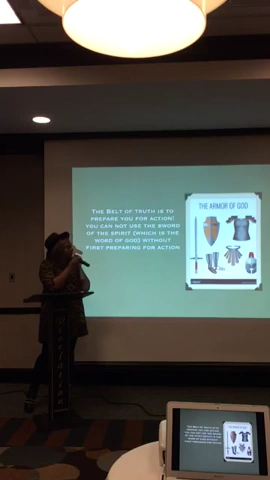 The Belt of truth is to
prepare you for action!
you can not use the sword
of the spirit (which is the
word of god) without
first preparing for action
THE ARMOR OF GOD